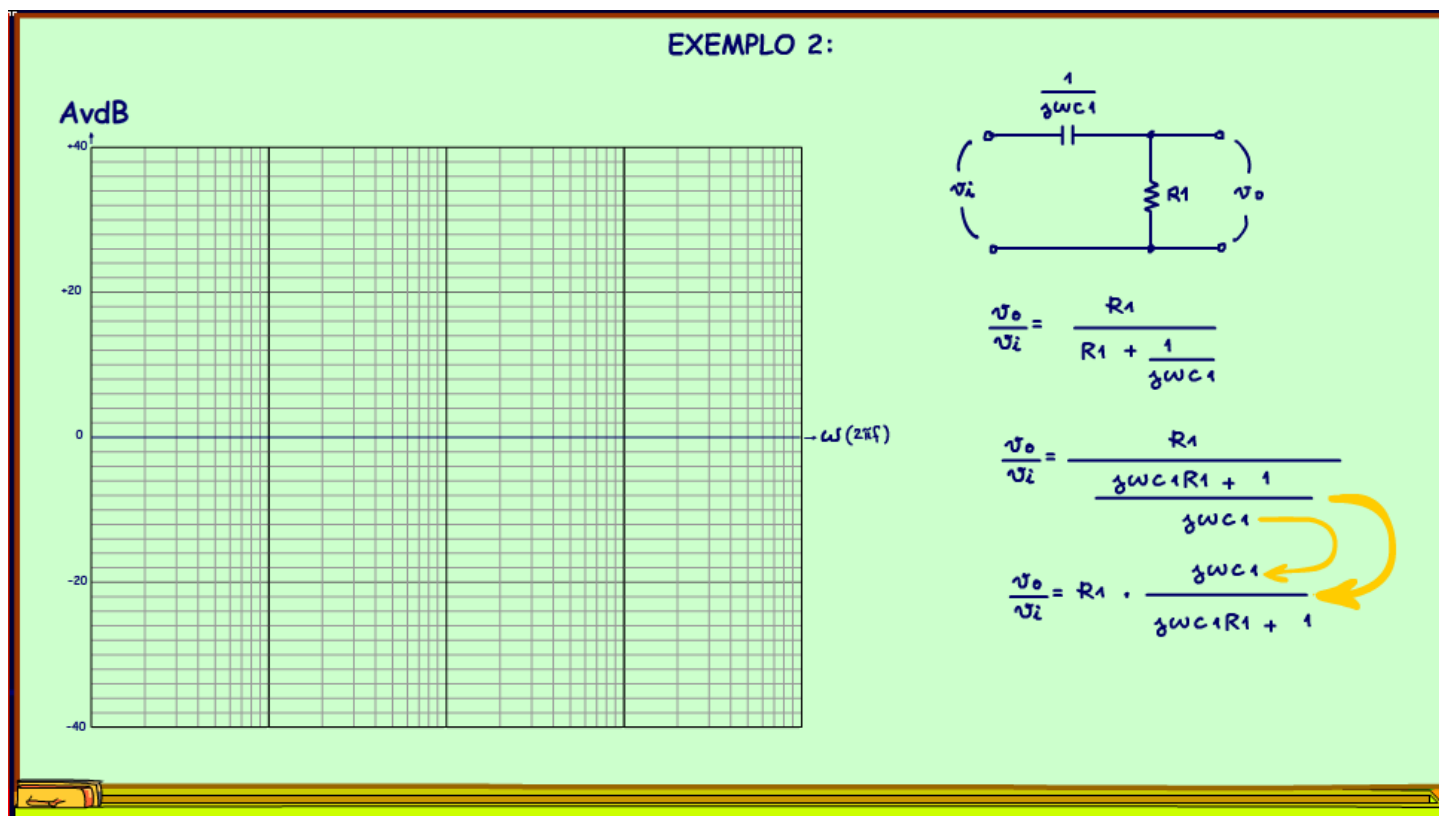 EXEMPLO 2:
AvdB
+40
+20
0
-20
-40
→ ω (2πf)
1
jωC1
vi
R1
vo
vo/vi = R1 / (R1 + 1/jωC1)
vo/vi = R1 / ((jωC1R1 + 1) / jωC1)
vo/vi = R1 . jωC1 / (jωC1R1 + 1)